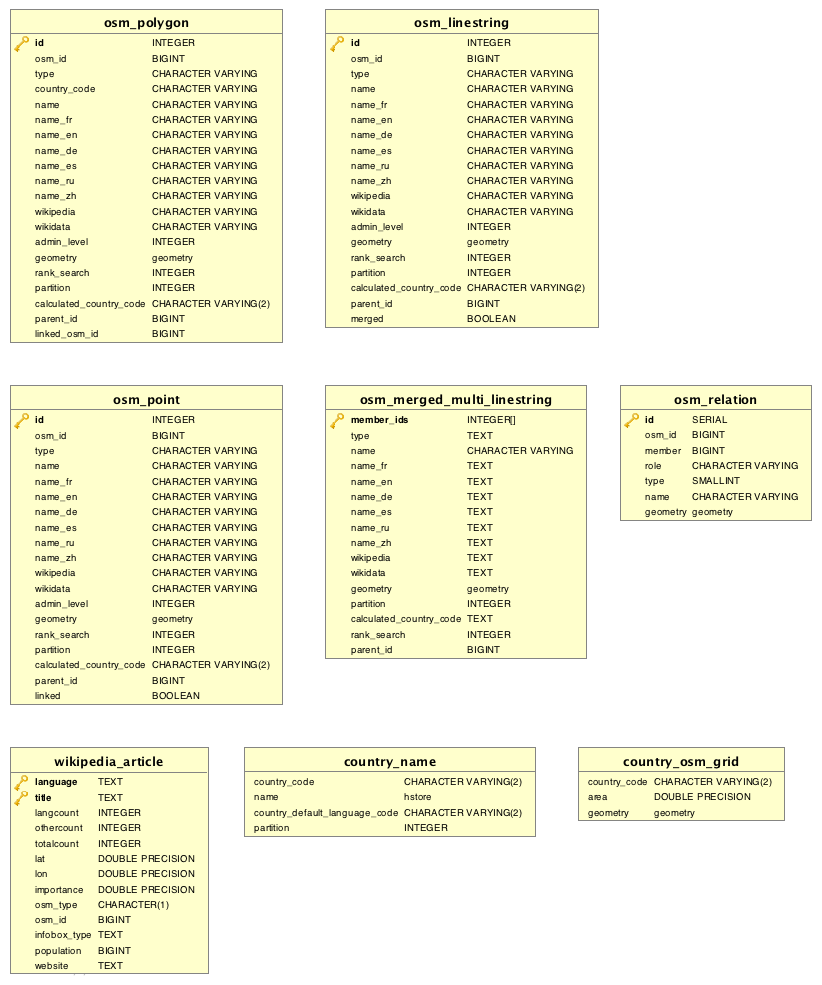 osm_polygon
id INTEGER
osm_id BIGINT
type CHARACTER VARYING
country_code CHARACTER VARYING
name CHARACTER VARYING
name_fr CHARACTER VARYING
name_en CHARACTER VARYING
name_de CHARACTER VARYING
name_es CHARACTER VARYING
name_ru CHARACTER VARYING
name_zh CHARACTER VARYING
wikipedia CHARACTER VARYING
wikidata CHARACTER VARYING
admin_level INTEGER
geometry geometry
rank_search INTEGER
partition INTEGER
calculated_country_code CHARACTER VARYING(2)
parent_id BIGINT
linked_osm_id BIGINT
osm_linestring
id INTEGER
osm_id BIGINT
type CHARACTER VARYING
name CHARACTER VARYING
name_fr CHARACTER VARYING
name_en CHARACTER VARYING
name_de CHARACTER VARYING
name_es CHARACTER VARYING
name_ru CHARACTER VARYING
name_zh CHARACTER VARYING
wikipedia CHARACTER VARYING
wikidata CHARACTER VARYING
admin_level INTEGER
geometry geometry
rank_search INTEGER
partition INTEGER
calculated_country_code CHARACTER VARYING(2)
parent_id BIGINT
merged BOOLEAN
osm_point
id INTEGER
osm_id BIGINT
type CHARACTER VARYING
name CHARACTER VARYING
name_fr CHARACTER VARYING
name_en CHARACTER VARYING
name_de CHARACTER VARYING
name_es CHARACTER VARYING
name_ru CHARACTER VARYING
name_zh CHARACTER VARYING
wikipedia CHARACTER VARYING
wikidata CHARACTER VARYING
admin_level INTEGER
geometry geometry
rank_search INTEGER
partition INTEGER
calculated_country_code CHARACTER VARYING(2)
parent_id BIGINT
linked BOOLEAN
osm_merged_multi_linestring
member_ids INTEGER[]
type TEXT
name CHARACTER VARYING
name_fr TEXT
name_en TEXT
name_de TEXT
name_es TEXT
name_ru TEXT
name_zh TEXT
wikipedia TEXT
wikidata TEXT
geometry geometry
partition INTEGER
calculated_country_code TEXT
rank_search INTEGER
parent_id BIGINT
osm_relation
id SERIAL
osm_id BIGINT
member BIGINT
role CHARACTER VARYING
type SMALLINT
name CHARACTER VARYING
geometry geometry
wikipedia_article
language TEXT
title TEXT
langcount INTEGER
othercount INTEGER
totalcount INTEGER
lat DOUBLE PRECISION
lon DOUBLE PRECISION
importance DOUBLE PRECISION
osm_type CHARACTER(1)
osm_id BIGINT
infobox_type TEXT
population BIGINT
website TEXT
country_name
country_code CHARACTER VARYING(2)
name hstore
country_default_language_code CHARACTER VARYING(2)
partition INTEGER
country_osm_grid
country_code CHARACTER VARYING(2)
area DOUBLE PRECISION
geometry geometry